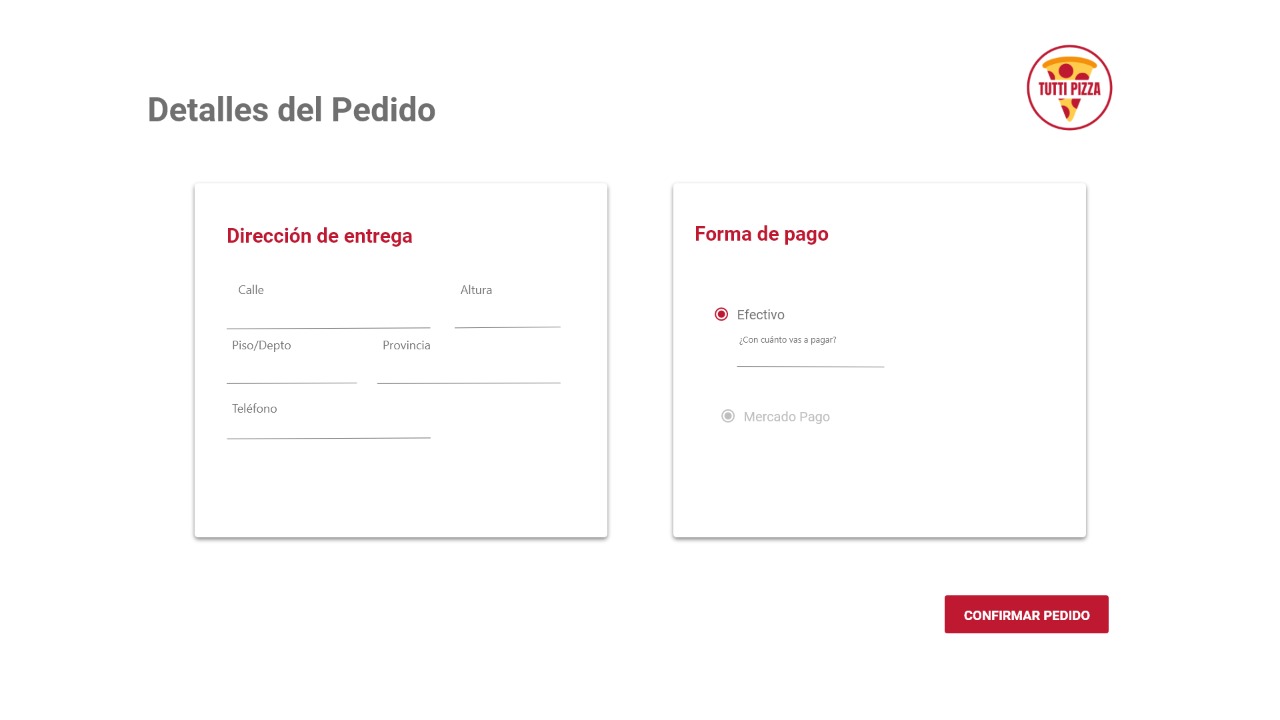 TUTTI PIZZA
Detalles del Pedido
Dirección de entrega
Calle
Altura
Piso/Depto
Provincia
Teléfono
Forma de pago
Efectivo
¿Con cuánto vas a pagar?
Mercado Pago
CONFIRMAR PEDIDO